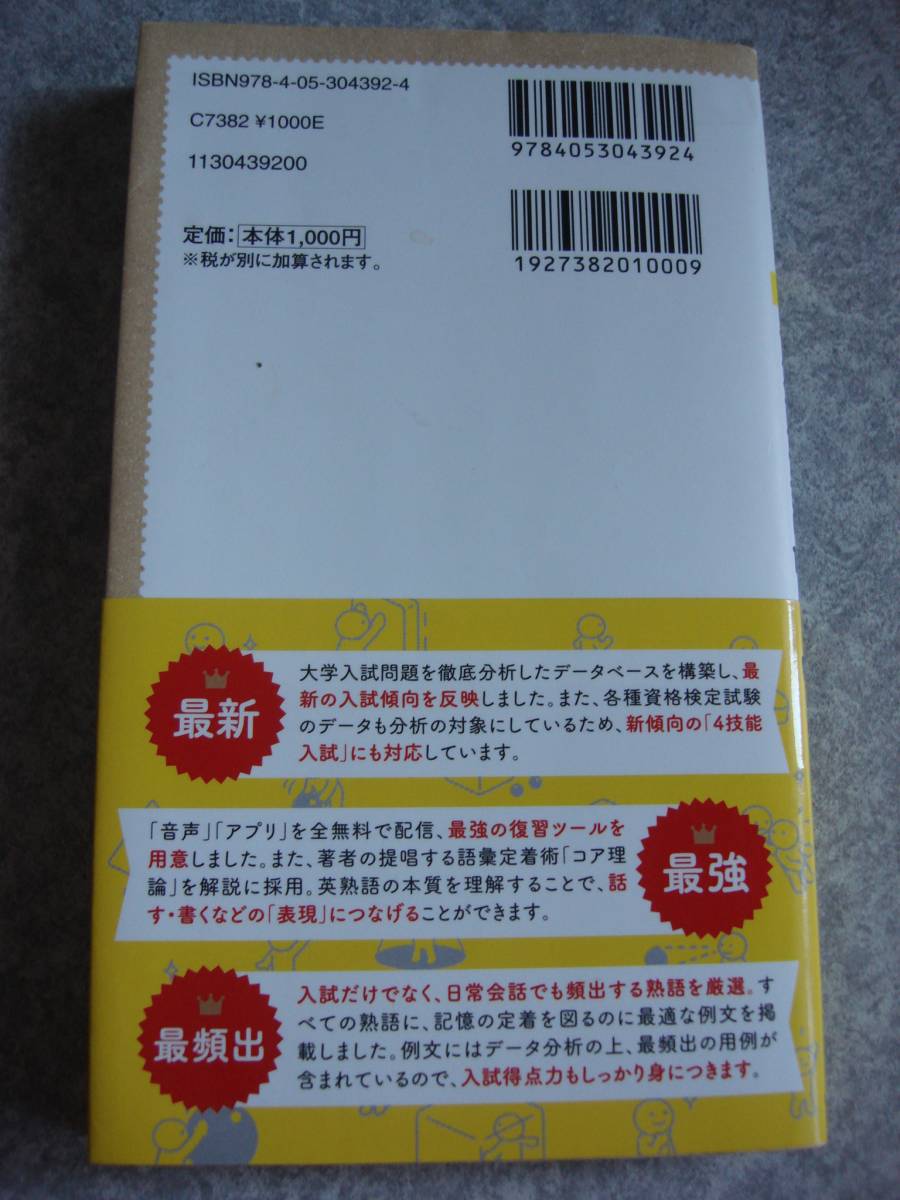 ISBN978-4-05-304392-4
C7382 ¥1000E
1130439200
9784053043924
定価：本体1,000円
※税が別に加算されます。
1927382010009
最新
大学入試問題を徹底分析したデータベースを構築し、最
新の入試傾向を反映しました。また、各種資格検定試験
のデータも分析の対象にしているため、新傾向の「4技能
入試」にも対応しています。
「音声」「アプリ」を全無料で配信、最強の復習ツールを
用意しました。また、著者の提唱する語彙定着術「コア理
論」を解説に採用。英熟語の本質を理解することで、話
す・書くなどの「表現」につなげることができます。
最強
最頻出
入試だけでなく、日常会話でも頻出する熟語を厳選。す
べての熟語に、記憶の定着を図るのに最適な例文を掲
載しました。例文にはデータ分析の上、最頻出の用例が
含まれているので、入試得点力もしっかり身につきます。